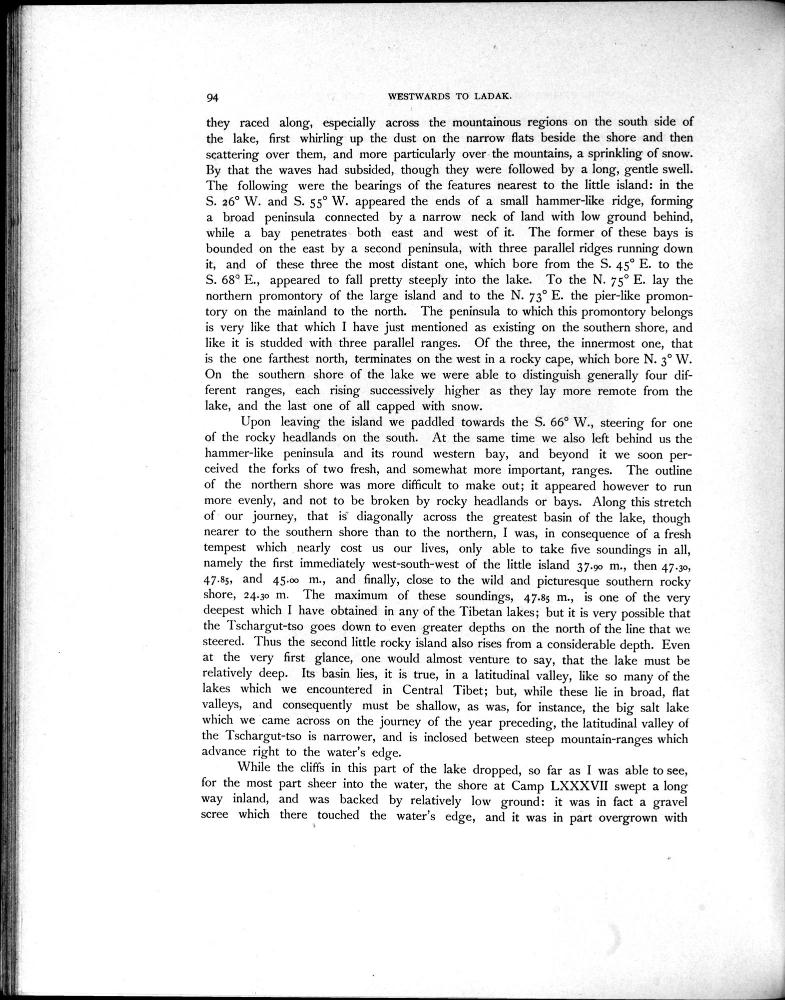 94 WESTWARDS TO LADAK.
they raced along, especially across the mountainous regions on the south side of
the lake, first whirling up the dust on the narrow flats beside the shore and then
scattering over them, and more particularly over the mountains, a sprinkling of snow.
By that the waves had subsided, though they were followed by a long, gentle swell.
The following were the bearings of the features nearest to the little island: in the
S. 26° W. and S. 55° W. appeared the ends of a small hammer-like ridge, forming
a broad peninsula connected by a narrow neck of land with low ground behind,
while a bay penetrates both east and west of it. The former of these bays is
bounded on the east by a second peninsula, with three parallel ridges running down
it, and of these three the most distant one, which bore from the S. 45° E. to the
S. 68° E., appeared to fall pretty steeply into the lake. To the N. 75° E. lay the
northern promontory of the large island and to the N. 73° E. the pier-like promon-
tory on the mainland to the north. The peninsula to which this promontory belongs
is very like that which I have just mentioned as existing on the southern shore, and
like it is studded with three parallel ranges. Of the three, the innermost one, that
is the one farthest north, terminates on the west in a rocky cape, which bore N. 3° W.
On the southern shore of the lake we were able to distinguish generally four dif-
ferent ranges, each rising successively higher as they lay more remote from the
lake, and the last one of all capped with snow.
Upon leaving the island we paddled towards the S. 66° W., steering for one
of the rocky headlands on the south. At the same time we also left behind us the
hammer-like peninsula and its round western bay, and beyond it we soon per-
ceived the forks of two fresh, and somewhat more important, ranges. The outline
of the northern shore was more difficult to make out; it appeared however to run
more evenly, and not to be broken by rocky headlands or bays. Along this stretch
of our journey, that is diagonally across the greatest basin of the lake, though
nearer to the southern shore than to the northern, I was, in consequence of a fresh
tempest which nearly cost us our lives, only able to take five soundings in all,
namely the first immediately west-south-west of the little island 37.90 m., then 47.30,
47.85, and 45.00 m., and finally, close to the wild and picturesque southern rocky
shore, 24.30 m. The maximum of these soundings, 47.85 m., is one of the very
deepest which I have obtained in any of the Tibetan lakes; but it is very possible that
the Tschargut-tso goes down to even greater depths on the north of the line that we
steered. Thus the second little rocky island also rises from a considerable depth. Even
at the very first glance, one would almost venture to say, that the lake must be
relatively deep. Its basin lies, it is true, in a latitudinal valley, like so many of the
lakes which we encountered in Central Tibet; but, while these lie in broad, flat
valleys, and consequently must be shallow, as was, for instance, the big salt lake
which we came across on the journey of the year preceding, the latitudinal valley of
the Tschargut-tso is narrower, and is inclosed between steep mountain-ranges which
advance right to the water's edge.
While the cliffs in this part of the lake dropped, so far as I was able to see,
for the most part sheer into the water, the shore at Camp LXXXVII swept a long
way inland, and was backed by relatively low ground: it was in fact a gravel
scree which there touched the water's edge, and it was in part overgrown with